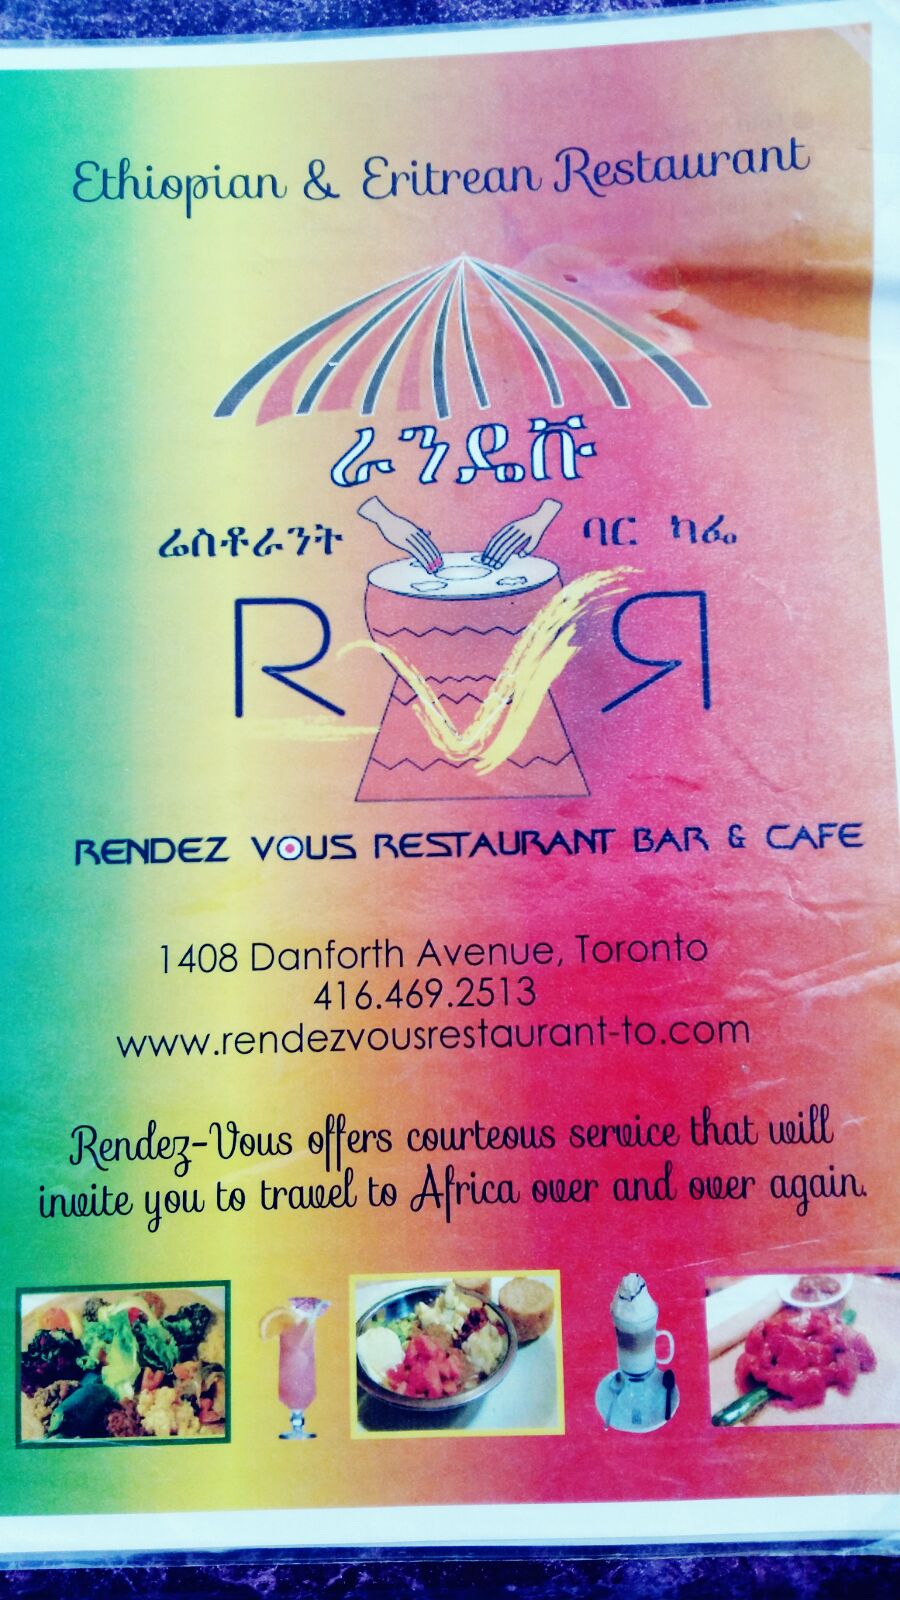 Ethiopian & Eritrean Restaurant
ራንዴቩ
ሬስቶራንት ባር ካፌ
RVR
RENDEZ VOUS RESTAURANT BAR & CAFE
1408 Danforth Avenue, Toronto
416.469.2513
www.rendezvousrestaurant-to.com
Rendez-Vous offers courteous service that will
invite you to travel to Africa over and over again.